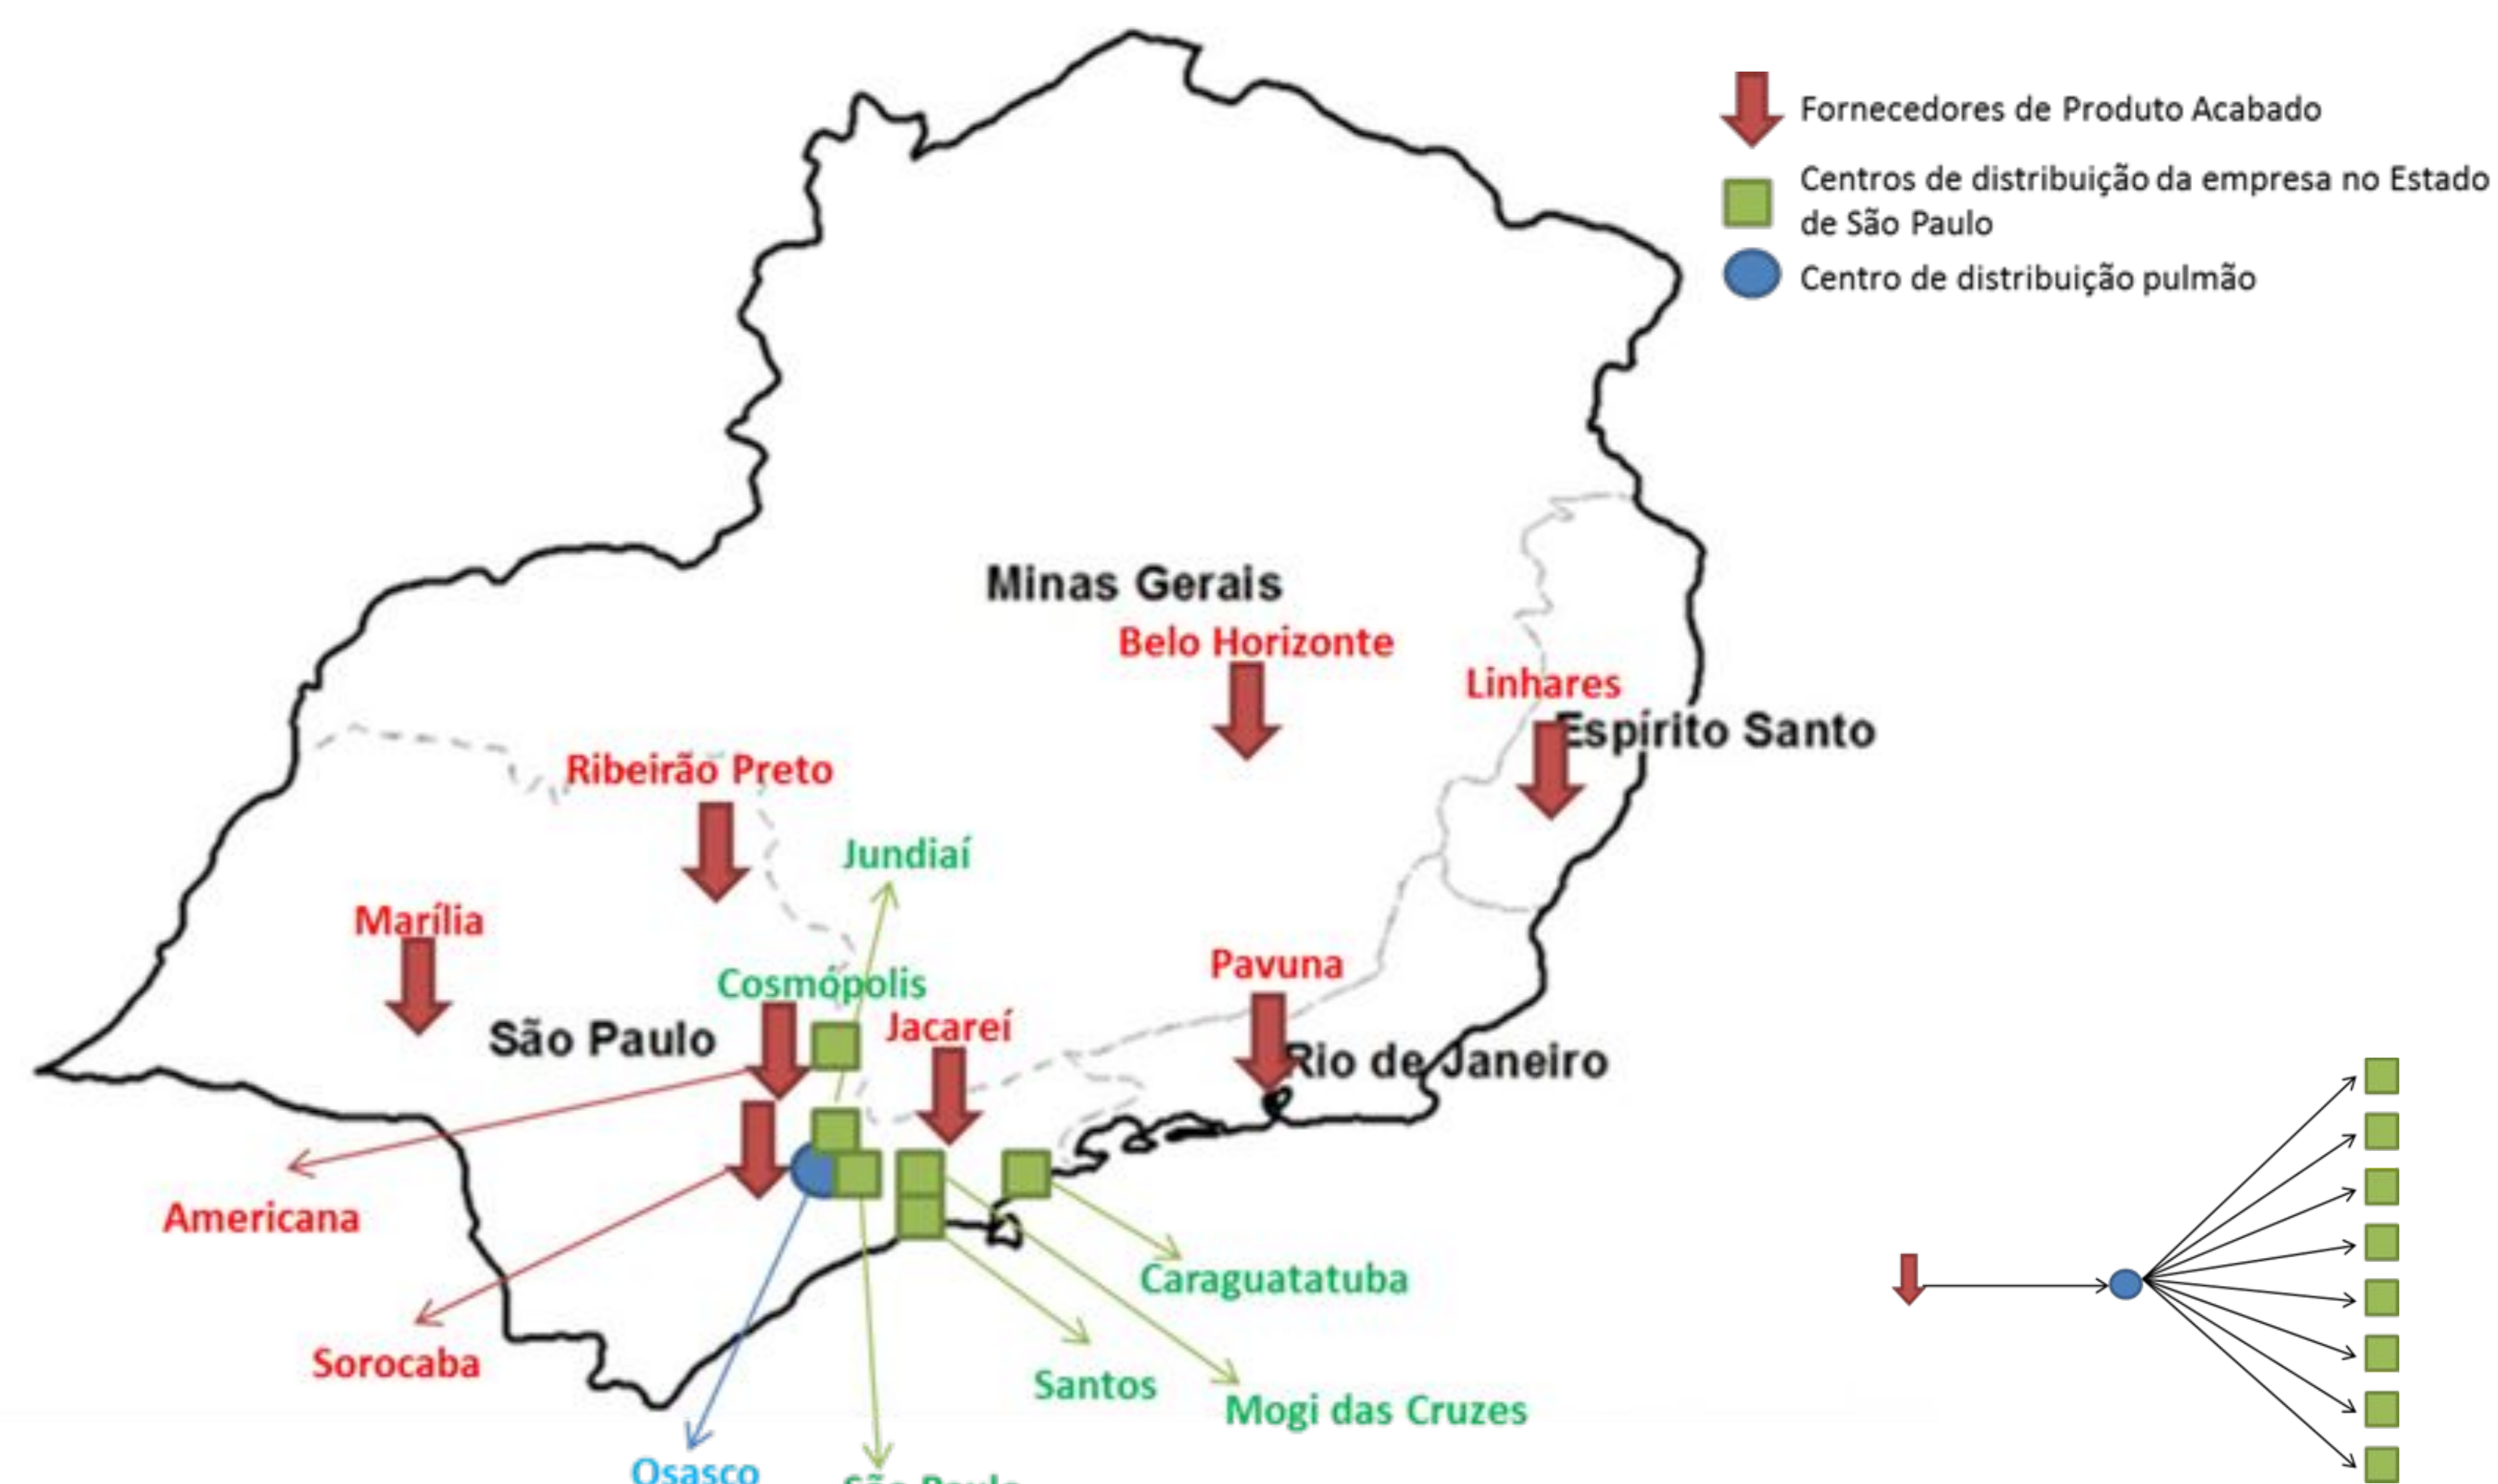 Fornecedores de Produto Acabado
Centros de distribuição da empresa no Estado
de São Paulo
Centro de distribuição pulmão
Minas Gerais
Belo Horizonte
Linhares
Espírito Santo
Ribeirão Preto
Jundiaí
Marília
Pavuna
Cosmópolis
Jacareí
São Paulo
Rio de Janeiro
Americana
Caraguatatuba
Sorocaba
Santos
Mogi das Cruzes
Osasco
São Paulo